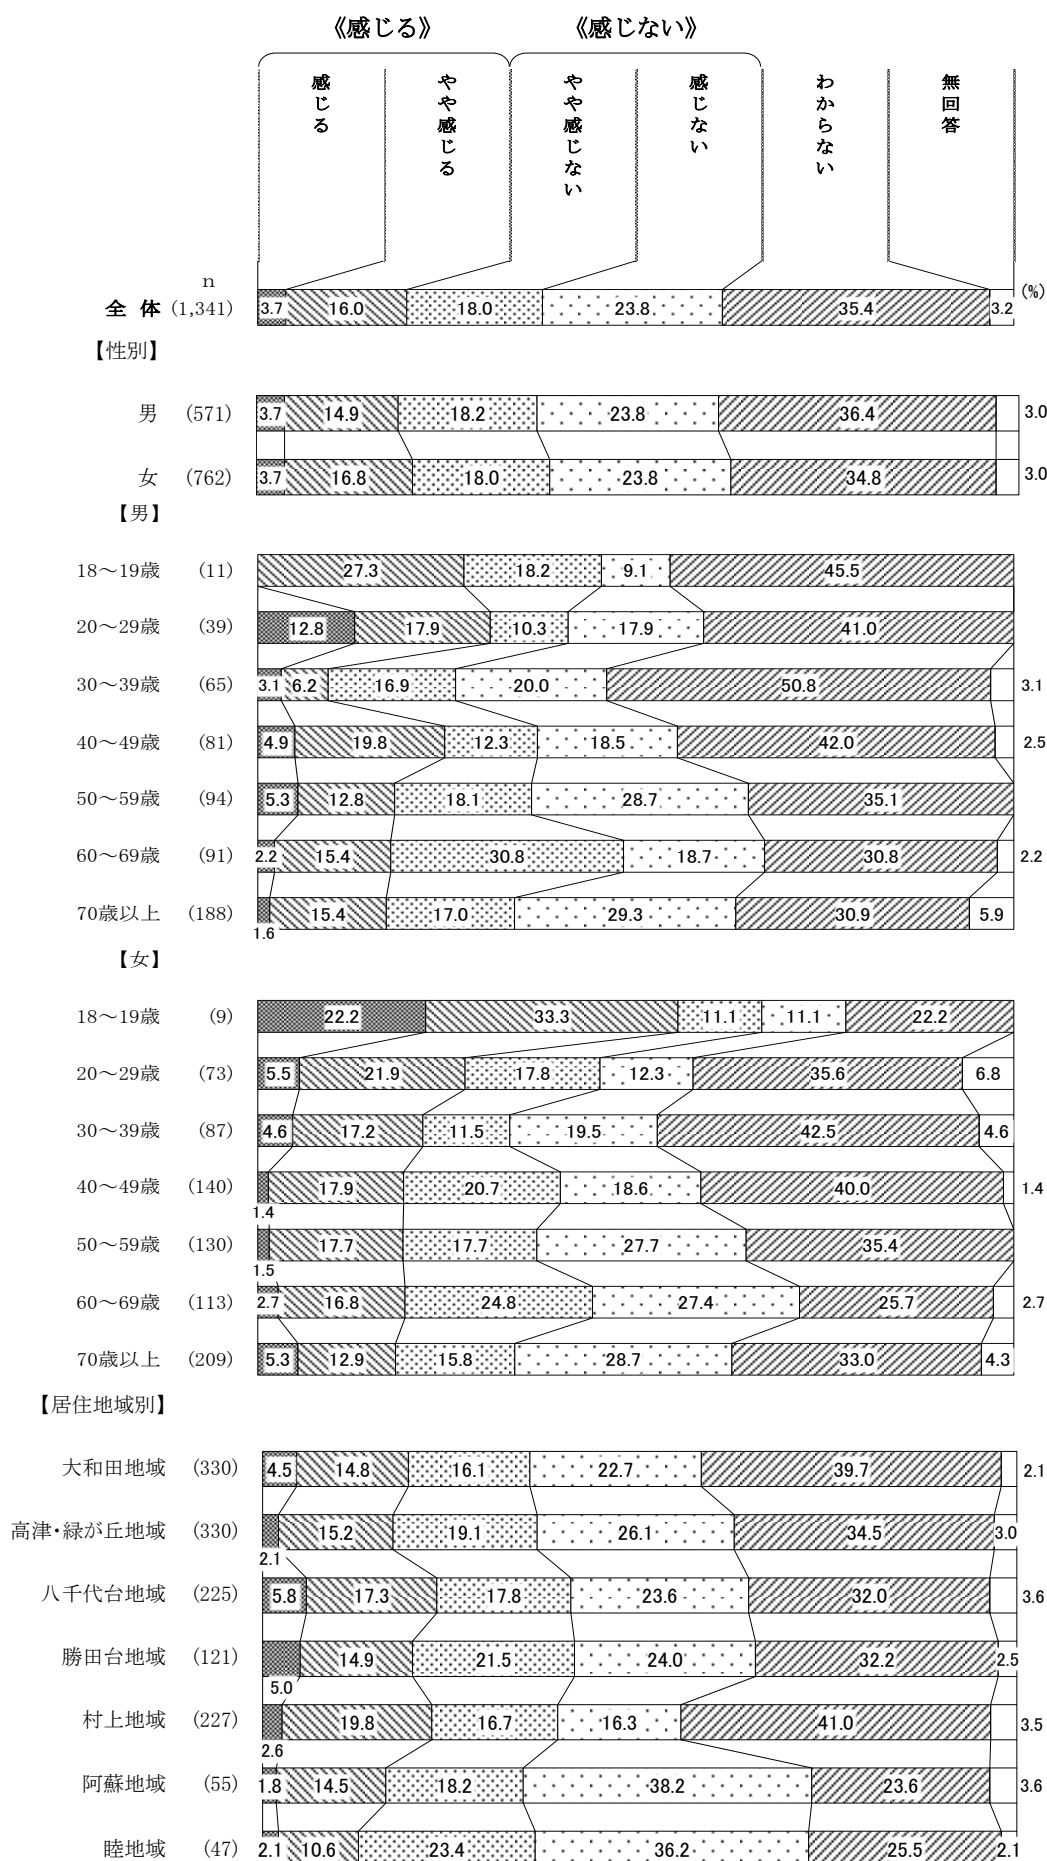 《感じる》 《感じない》
感じる やや感じる やや感じない 感じない わからない 無回答
n
(%)
全 体 (1,341) 3.7 16.0 18.0 23.8 35.4 3.2
【性別】
男 (571) 3.7 14.9 18.2 23.8 36.4 3.0
女 (762) 3.7 16.8 18.0 23.8 34.8 3.0
【男】
18～19歳 (11) 27.3 18.2 9.1 45.5
20～29歳 (39) 12.8 17.9 10.3 17.9 41.0
30～39歳 (65) 3.1 6.2 16.9 20.0 50.8 3.1
40～49歳 (81) 4.9 19.8 12.3 18.5 42.0 2.5
50～59歳 (94) 5.3 12.8 18.1 28.7 35.1
60～69歳 (91) 2.2 15.4 30.8 18.7 30.8 2.2
70歳以上 (188) 1.6 15.4 17.0 29.3 30.9 5.9
【女】
18～19歳 (9) 22.2 33.3 11.1 11.1 22.2
20～29歳 (73) 5.5 21.9 17.8 12.3 35.6 6.8
30～39歳 (87) 4.6 17.2 11.5 19.5 42.5 4.6
40～49歳 (140) 1.4 17.9 20.7 18.6 40.0 1.4
50～59歳 (130) 1.5 17.7 17.7 27.7 35.4
60～69歳 (113) 2.7 16.8 24.8 27.4 25.7 2.7
70歳以上 (209) 5.3 12.9 15.8 28.7 33.0 4.3
【居住地域別】
大和田地域 (330) 4.5 14.8 16.1 22.7 39.7 2.1
高津・緑が丘地域 (330) 2.1 15.2 19.1 26.1 34.5 3.0
八千代台地域 (225) 5.8 17.3 17.8 23.6 32.0 3.6
勝田台地域 (121) 5.0 14.9 21.5 24.0 32.2 2.5
村上地域 (227) 2.6 19.8 16.7 16.3 41.0 3.5
阿蘇地域 (55) 1.8 14.5 18.2 38.2 23.6 3.6
睦地域 (47) 2.1 10.6 23.4 36.2 25.5 2.1